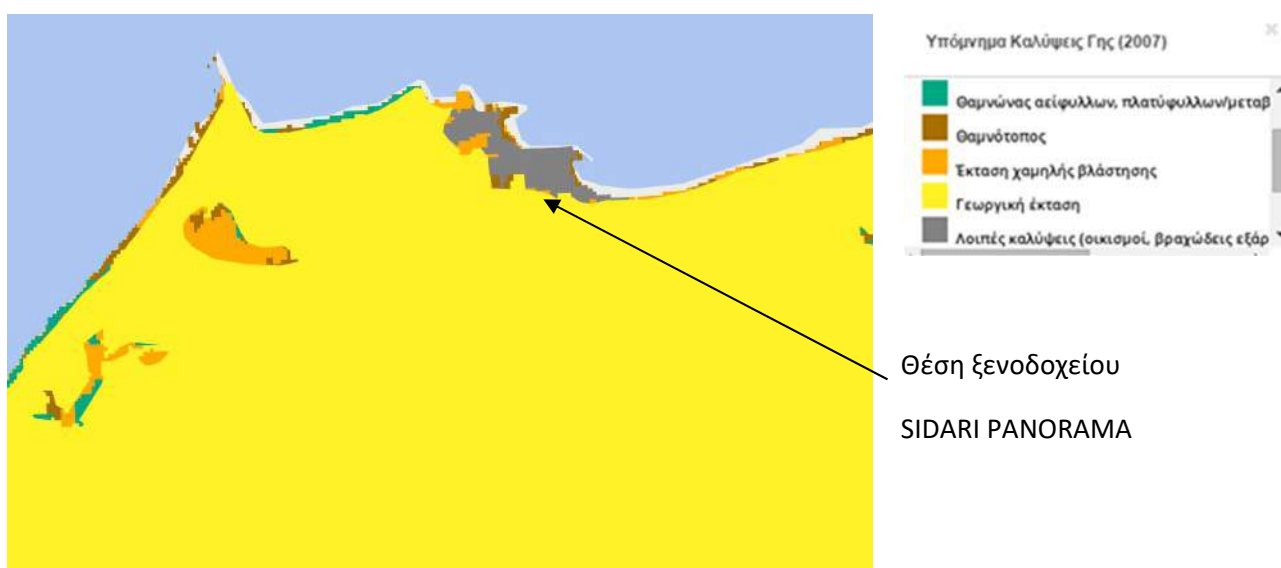 Υπόμνημα Καλύψεις Γης (2007)
Θαμνώνας αείφυλλων, πλατύφυλλων/μεταβ
Θαμνότοπος
Έκταση χαμηλής βλάστησης
Γεωργική έκταση
Λοιπές καλύψεις (οικισμοί, βραχώδεις εξάρ
Θέση ξενοδοχείου
SIDARI PANORAMA